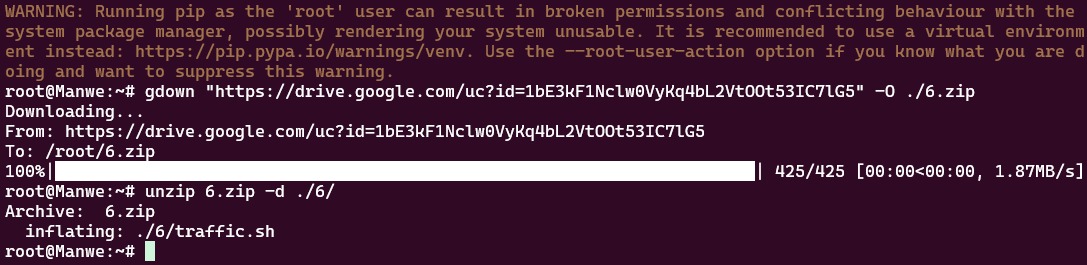 WARNING: Running pip as the 'root' user can result in broken permissions and conflicting behaviour with the
system package manager, possibly rendering your system unusable. It is recommended to use a virtual environm
ent instead: https://pip.pypa.io/warnings/venv. Use the --root-user-action option if you know what you are d
oing and want to suppress this warning.
root@Manwe:~# gdown "https://drive.google.com/uc?id=1bE3kF1Nclw0VyKq4bL2VtOOt53IC7lG5" -O ./6.zip
Downloading...
From: https://drive.google.com/uc?id=1bE3kF1Nclw0VyKq4bL2VtOOt53IC7lG5
To: /root/6.zip
100%| | 425/425 [00:00<00:00, 1.87MB/s]
root@Manwe:~# unzip 6.zip -d ./6/
Archive:  6.zip
  inflating: ./6/traffic.sh
root@Manwe:~#